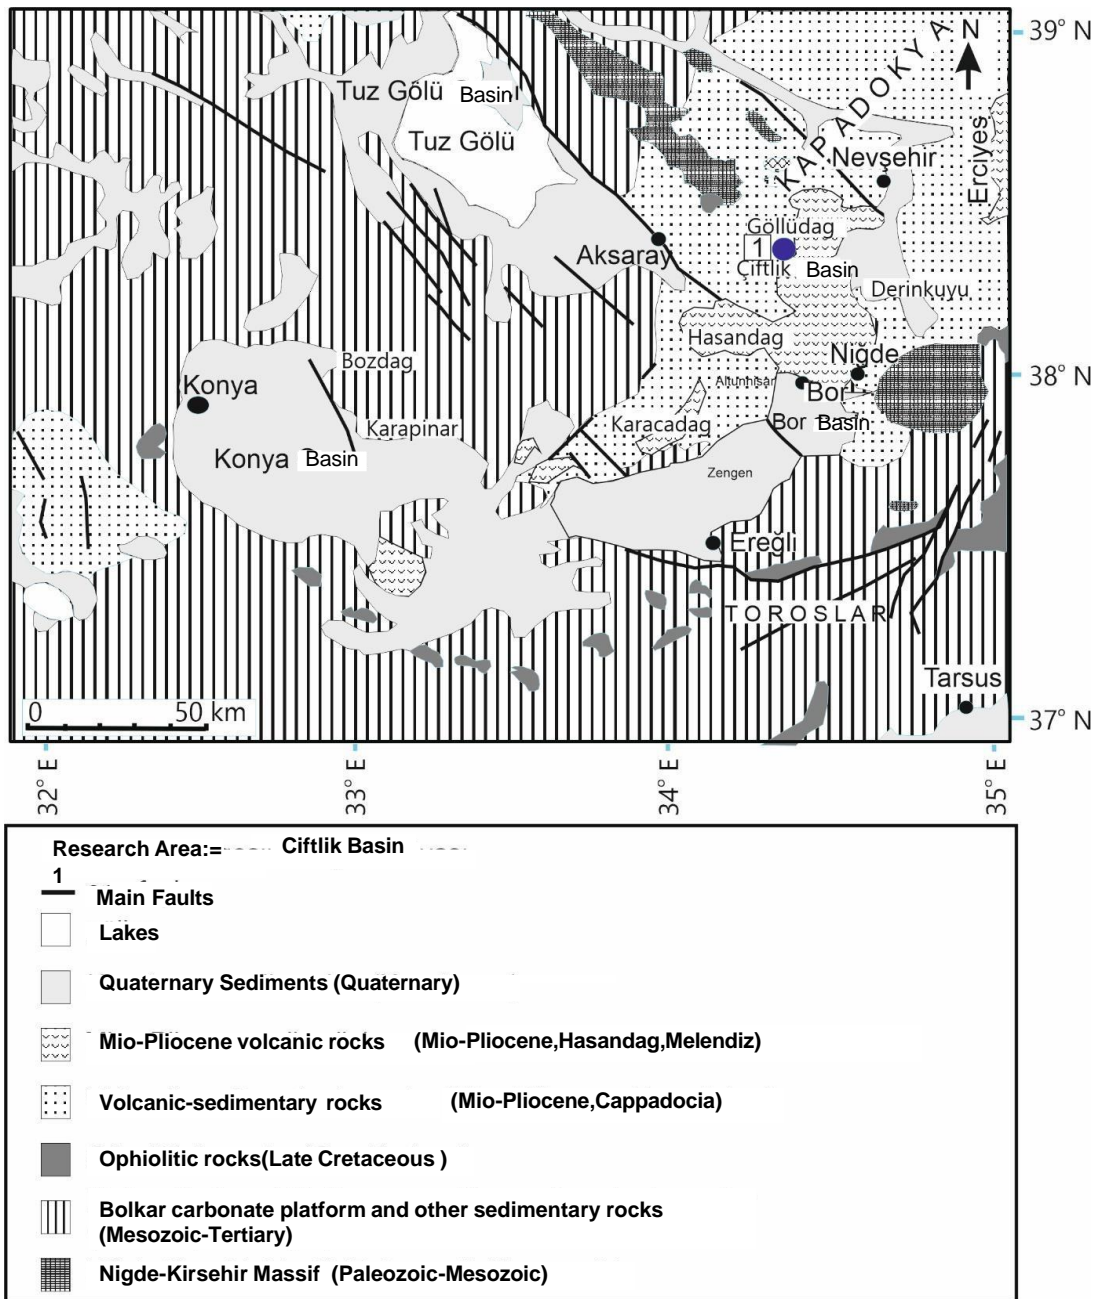 39° N
N
KAPADOKYA
Erciyes
Tuz Gölü Basin
Tuz Gölü
Nevşehir
Göllüdag
1
Çiftlik Basin
Aksaray
Derinkuyu
Hasandag
Niğde
38° N
Altunhisar
Bor
Bozdag
Konya
Karapinar
Karacadag
Bor Basin
Konya Basin
Zengen
Ereğli
TOROSLAR
Tarsus
0 50 km
37° N
32° E
33° E
34° E
35° E
Research Area:= Ciftlik Basin
1
Main Faults
Lakes
Quaternary Sediments (Quaternary)
Mio-Pliocene volcanic rocks (Mio-Pliocene,Hasandag,Melendiz)
Volcanic-sedimentary rocks (Mio-Pliocene,Cappadocia)
Ophiolitic rocks(Late Cretaceous )
Bolkar carbonate platform and other sedimentary rocks
(Mesozoic-Tertiary)
Nigde-Kirsehir Massif (Paleozoic-Mesozoic)